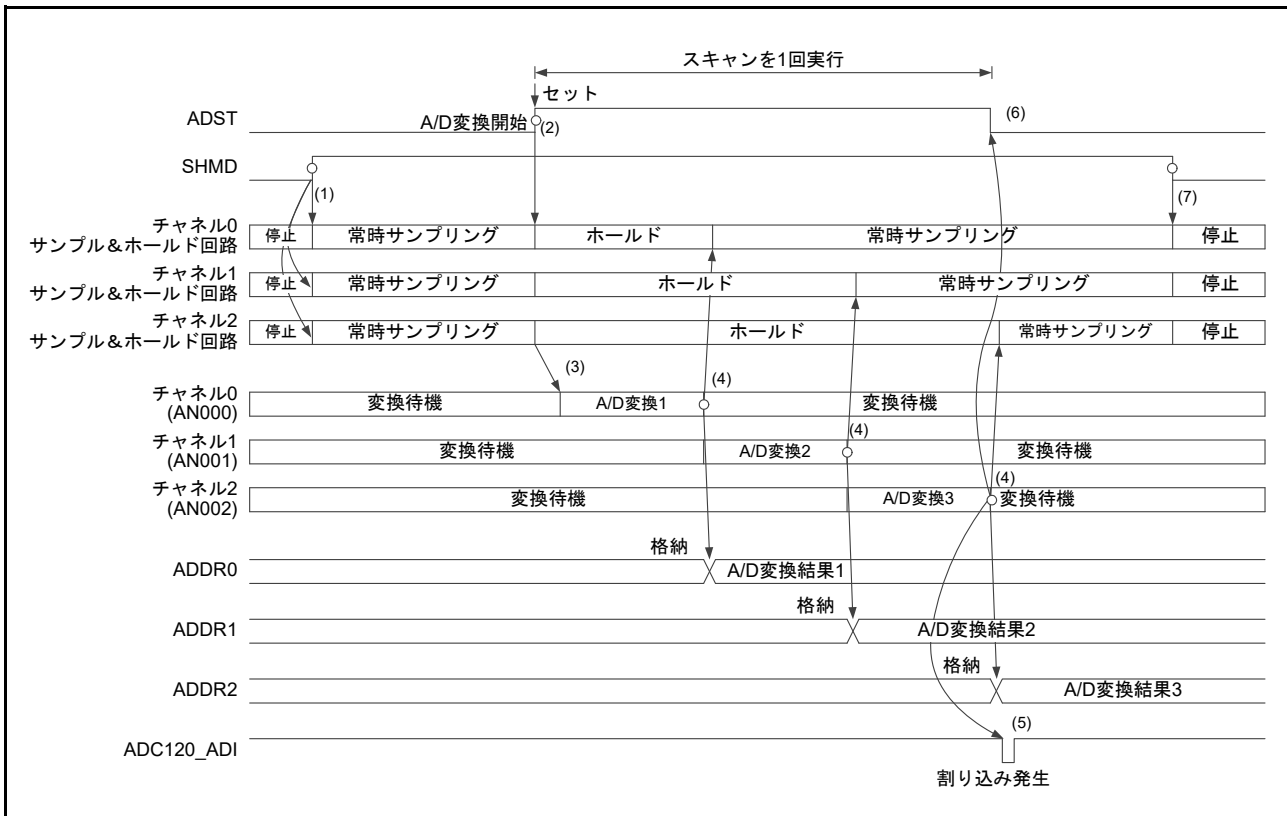 スキャンを1回実行
セット
ADST
A/D変換開始
(2)
(6)
SHMD
(1)
(7)
チャネル0
サンプル&ホールド回路
停止
常時サンプリング
ホールド
常時サンプリング
停止
チャネル1
サンプル&ホールド回路
停止
常時サンプリング
ホールド
常時サンプリング
停止
チャネル2
サンプル&ホールド回路
停止
常時サンプリング
ホールド
常時サンプリング
停止
(3)
(4)
チャネル0
(AN000)
変換待機
A/D変換1
変換待機
(4)
チャネル1
(AN001)
変換待機
A/D変換2
変換待機
(4)
チャネル2
(AN002)
変換待機
A/D変換3
変換待機
格納
ADDR0
A/D変換結果1
格納
ADDR1
A/D変換結果2
格納
ADDR2
A/D変換結果3
(5)
ADC120_ADI
割り込み発生